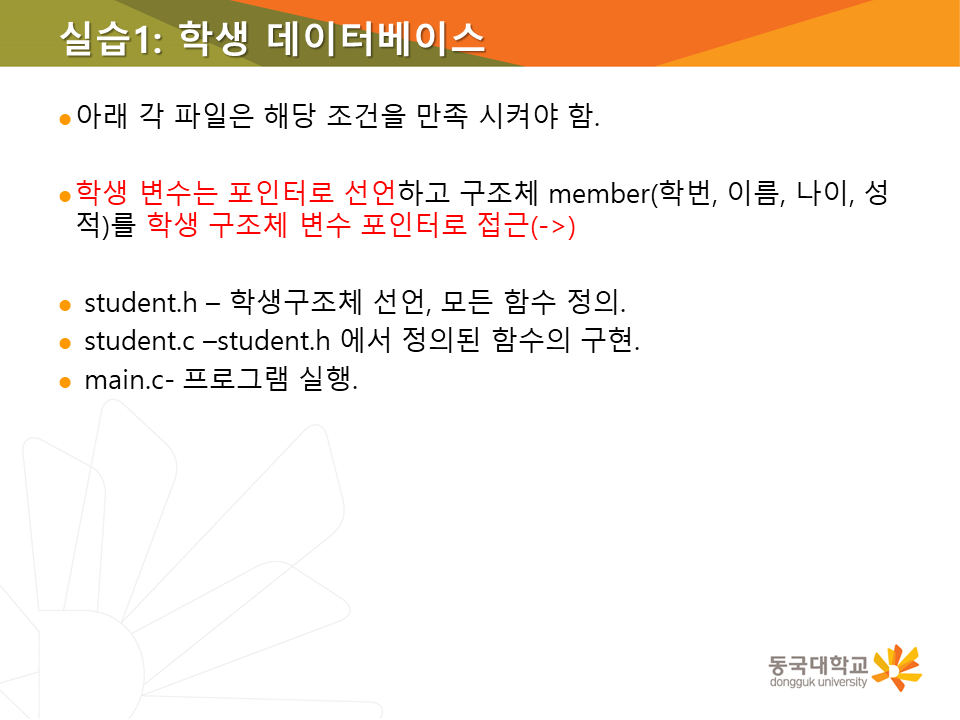 실습1: 학생 데이터베이스
아래 각 파일은 해당 조건을 만족 시켜야 함.
학생 변수는 포인터로 선언하고 구조체 member(학번, 이름, 나이, 성
적)를 학생 구조체 변수 포인터로 접근(->)
student.h – 학생구조체 선언, 모든 함수 정의.
student.c –student.h 에서 정의된 함수의 구현.
main.c- 프로그램 실행.
동국대학교
dongguk university